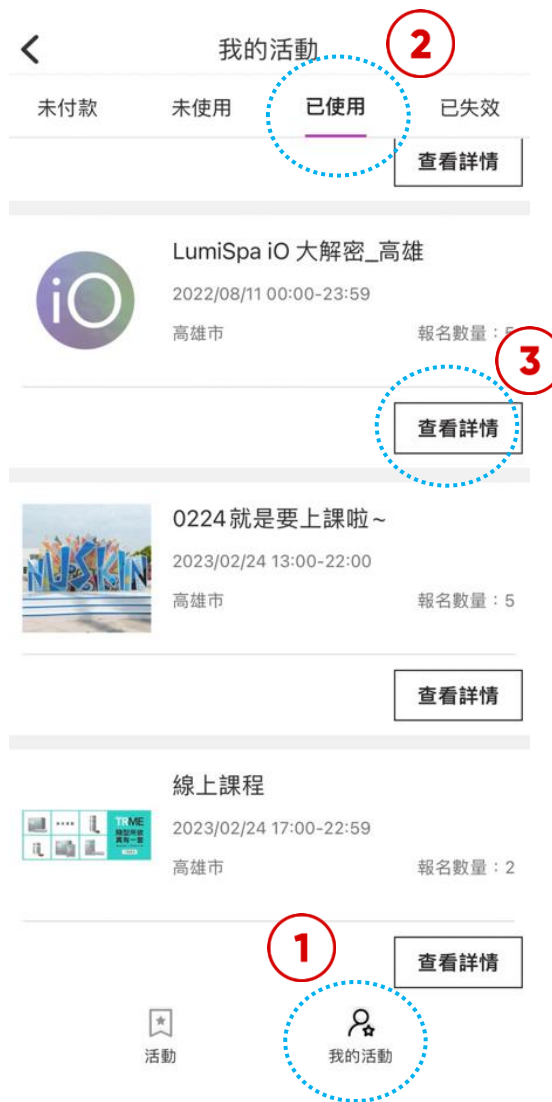 我的活動
2
未付款 未使用 已使用 已失效
查看詳情
iO
LumiSpa iO 大解密_高雄
2022/08/11 00:00-23:59
高雄市 報名數量：5
3
查看詳情
NUSKIN
0224就是要上課啦~
2023/02/24 13:00-22:00
高雄市 報名數量：5
查看詳情
線上課程
TRME
2023/02/24 17:00-22:59
高雄市 報名數量：2
1
查看詳情
活動 我的活動